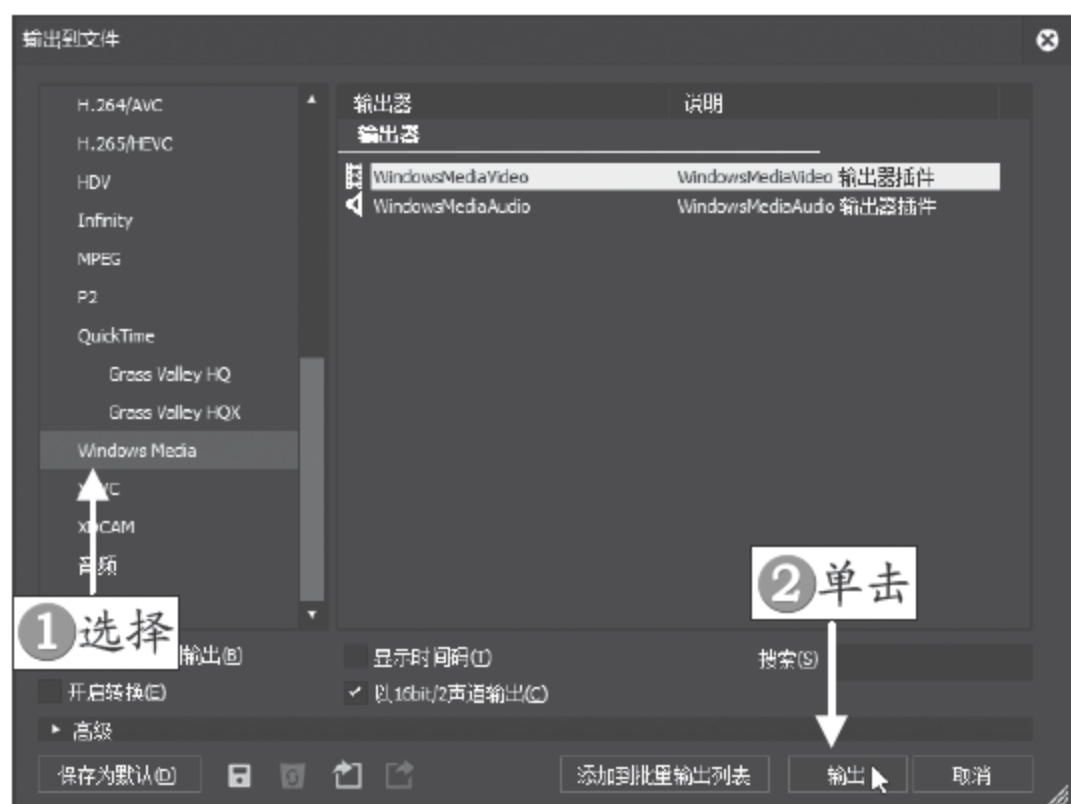 输出到文件
H.264/AVC
H.265/HEVC
HDV
Infinity
MPEG
P2
QuickTime
Grass Valley HQ
Grass Valley HQX
Windows Media
XDCAM
音频
输出器 说明
输出器
WindowsMediaVideo WindowsMediaVideo 输出器插件
WindowsMediaAudio WindowsMediaAudio 输出器插件
1选择
2单击
输出(B) 显示时间码(T) 搜索(S)
开启转换(E) 以16bit/2声道输出(C)
高级
保存为默认(D) 添加到批量输出列表 输出 取消